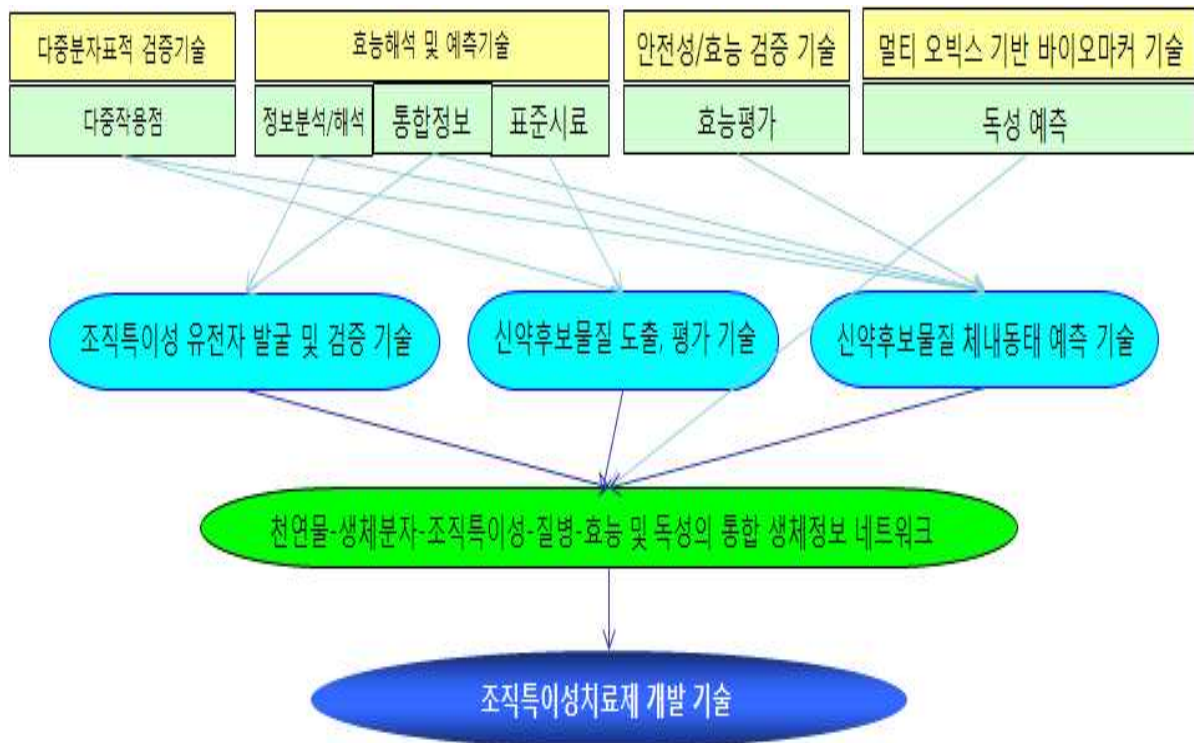 다중분자표적 검증기술
효능해석 및 예측기술
안전성/효능 검증 기술
멀티 오빅스 기반 바이오마커 기술
다중작용점
정보분석/해석
통합정보
표준시료
효능평가
독성 예측
조직특이성 유전자 발굴 및 검증 기술
신약후보물질 도출, 평가 기술
신약후보물질 체내동태 예측 기술
천연물-생체분자-조직특이성-질병-효능 및 독성의 통합 생체정보 네트워크
조직특이성치료제 개발 기술